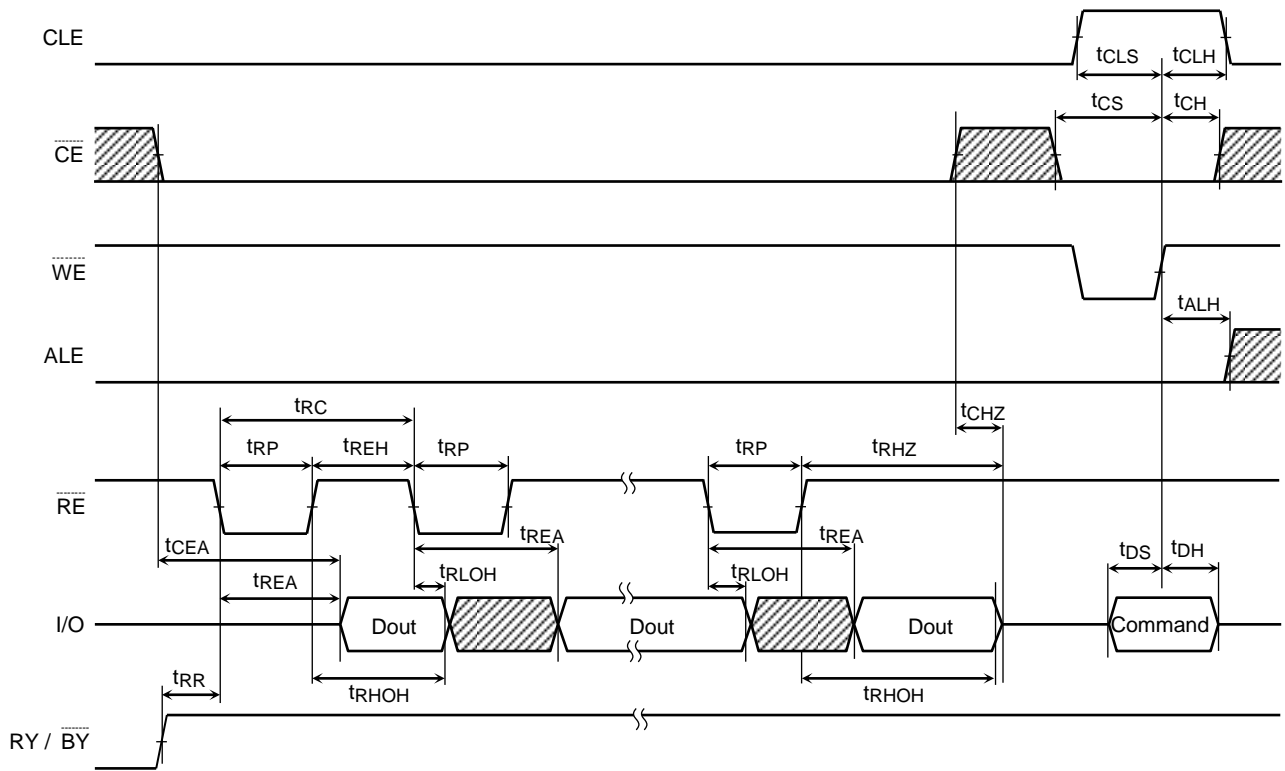 CLE
tCLS tCLH
tCS tCH
CE
WE
tALH
ALE
tRC
tCHZ
tRP tREH tRP tRP tRHZ
RE
tCEA tREA tREA tDS tDH
tREA tRLOH tRLOH
I/O Dout Dout Dout Command
tRR tRHOH tRHOH
RY / BY